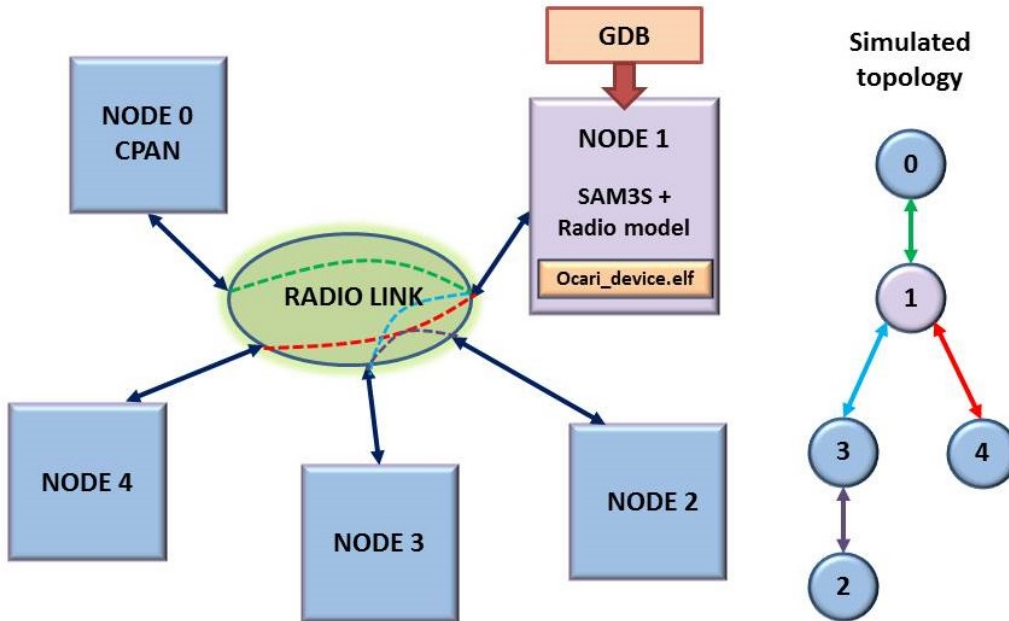 GDB
Simulated
topology
NODE 0
CPAN
NODE 1
SAM3S +
Radio model
Ocari_device.elf
RADIO LINK
NODE 4
NODE 3
NODE 2
0
1
3
4
2